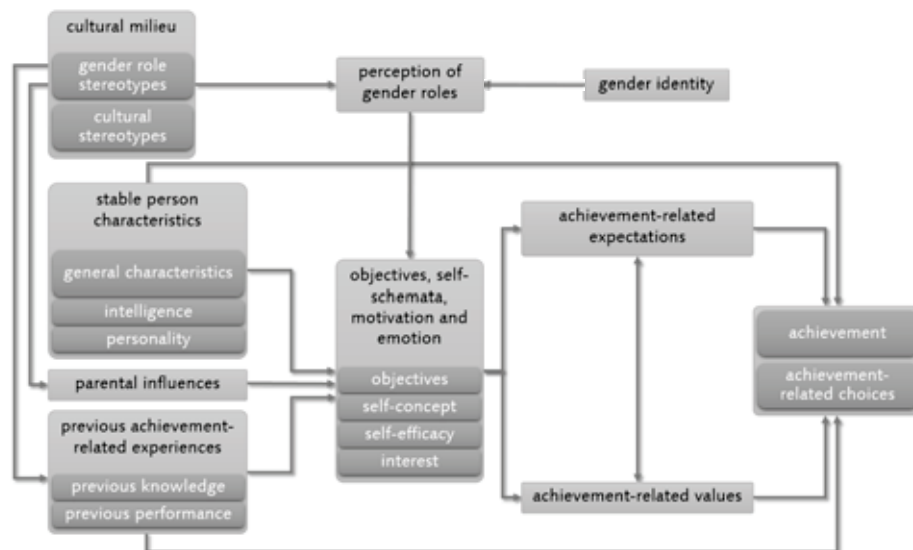 cultural milieu
gender role
stereotypes
cultural
stereotypes
perception of
gender roles
gender identity
stable person
characteristics
general characteristics
intelligence
personality
parental influences
previous achievement-
related experiences
previous knowledge
previous performance
objectives, self-
schemata,
motivation and
emotion
objectives
self-concept
self-efficacy
interest
achievement-related
expectations
achievement-related values
achievement
achievement-
related choices